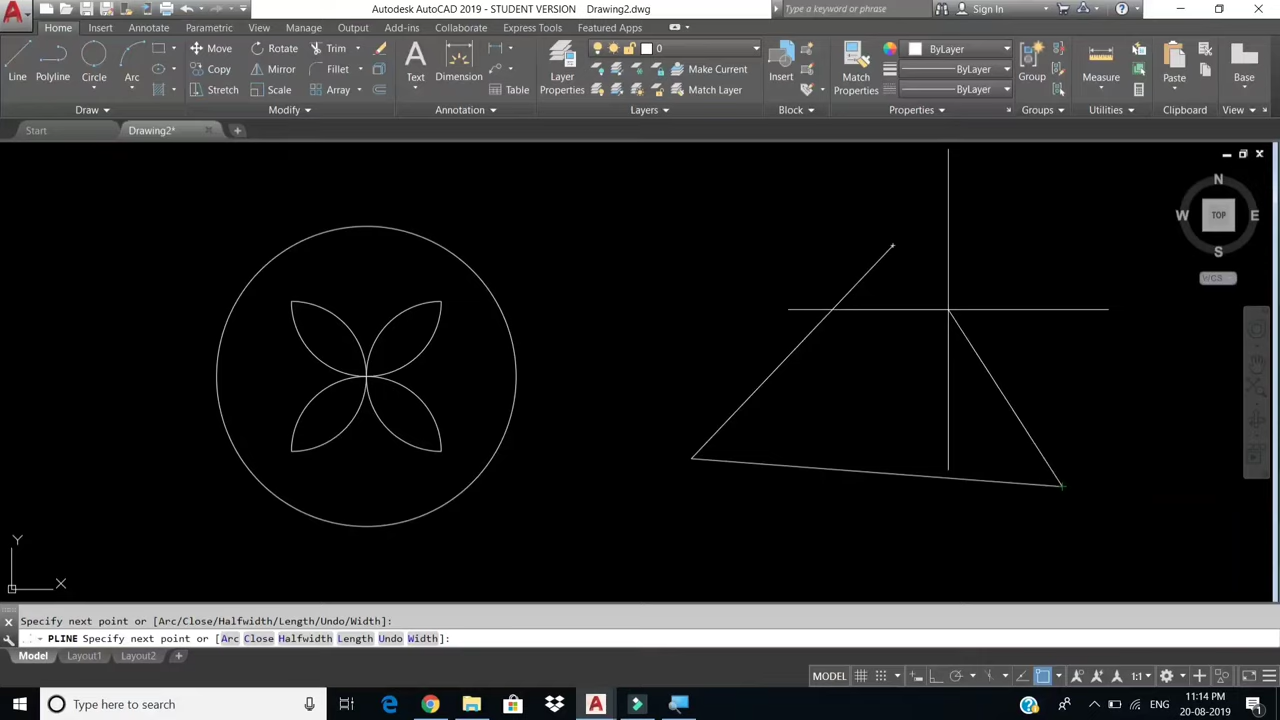 Autodesk AutoCAD 2019 - STUDENT VERSION Drawing2.dwg
Type a keyword or phrase
Sign In
Home Insert Annotate Parametric View Manage Output Add-ins Collaborate Express Tools Featured Apps
Line Polyline Circle Arc
Move Rotate Trim
Copy Mirror Fillet
Stretch Scale Array
Text Dimension Table
Layer Properties
0
Make Current
Match Layer
Insert
Match Properties
ByLayer
ByLayer
ByLayer
Group
Measure
Paste
Base
Draw Modify Annotation Layers Block Properties Groups Utilities Clipboard View
Start Drawing2*
N
W TOP E
S
WCS
Y
X
Specify next point or [Arc/Close/Halfwidth/Length/Undo/Width]:
PLINE Specify next point or [Arc Close Halfwidth Length Undo Width]:
Model Layout1 Layout2
MODEL 1:1
Type here to search
ENG
11:14 PM
20-08-2019
1